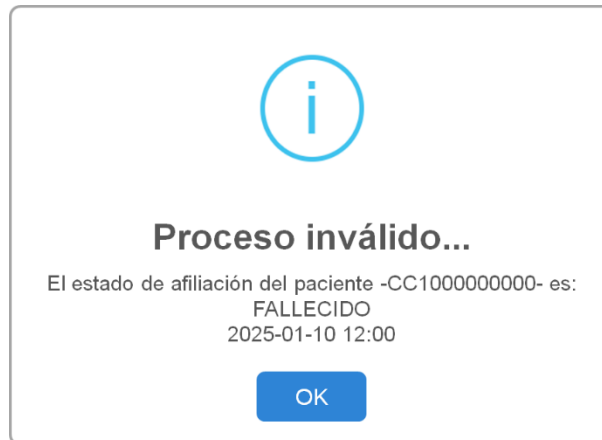 i
Proceso inválido...
El estado de afiliación del paciente -CC1000000000- es:
FALLECIDO
2025-01-10 12:00
OK